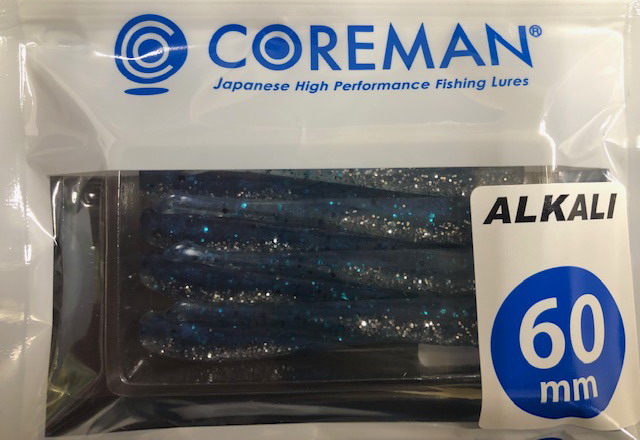 COREMAN®
Japanese High Performance Fishing Lures
ALKALI
60
mm